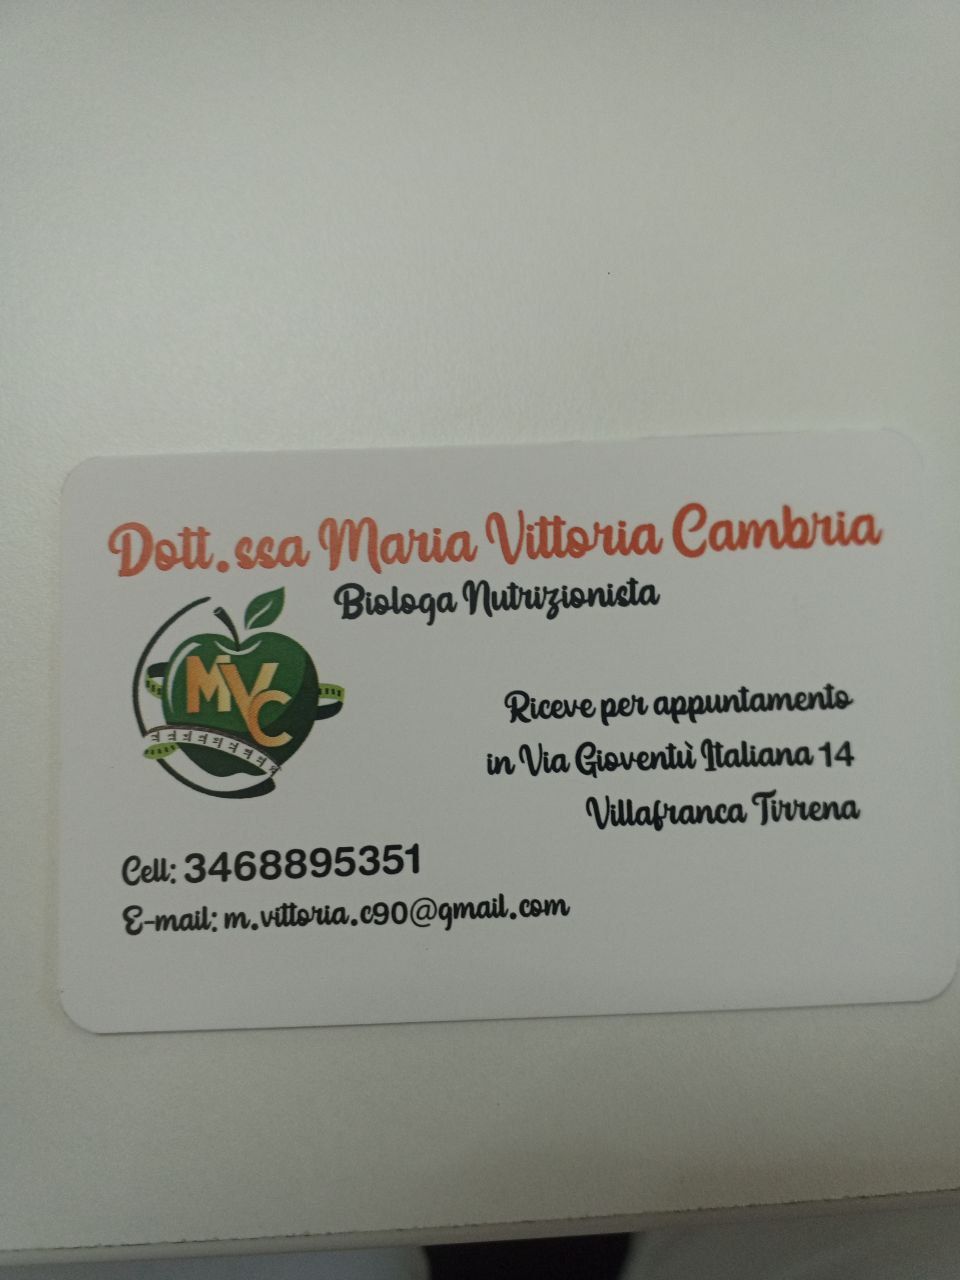 Dott.ssa Maria Vittoria Cambria
Biologa Nutrizionista
MVC
Riceve per appuntamento
in Via Gioventù Italiana 14
Villafranca Tirrena
Cell: 3468895351
E-mail: m.vittoria.c90@gmail.com